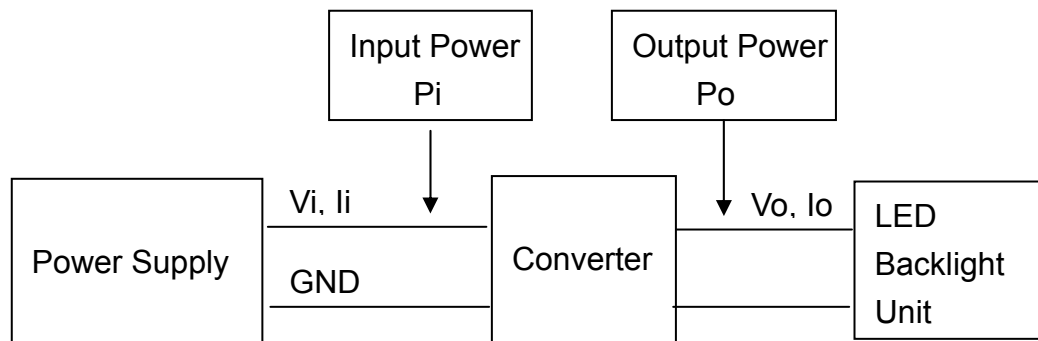 Input Power
Pi
Output Power
Po
Power Supply
Vi, Ii
GND
Converter
Vo, Io
LED
Backlight
Unit